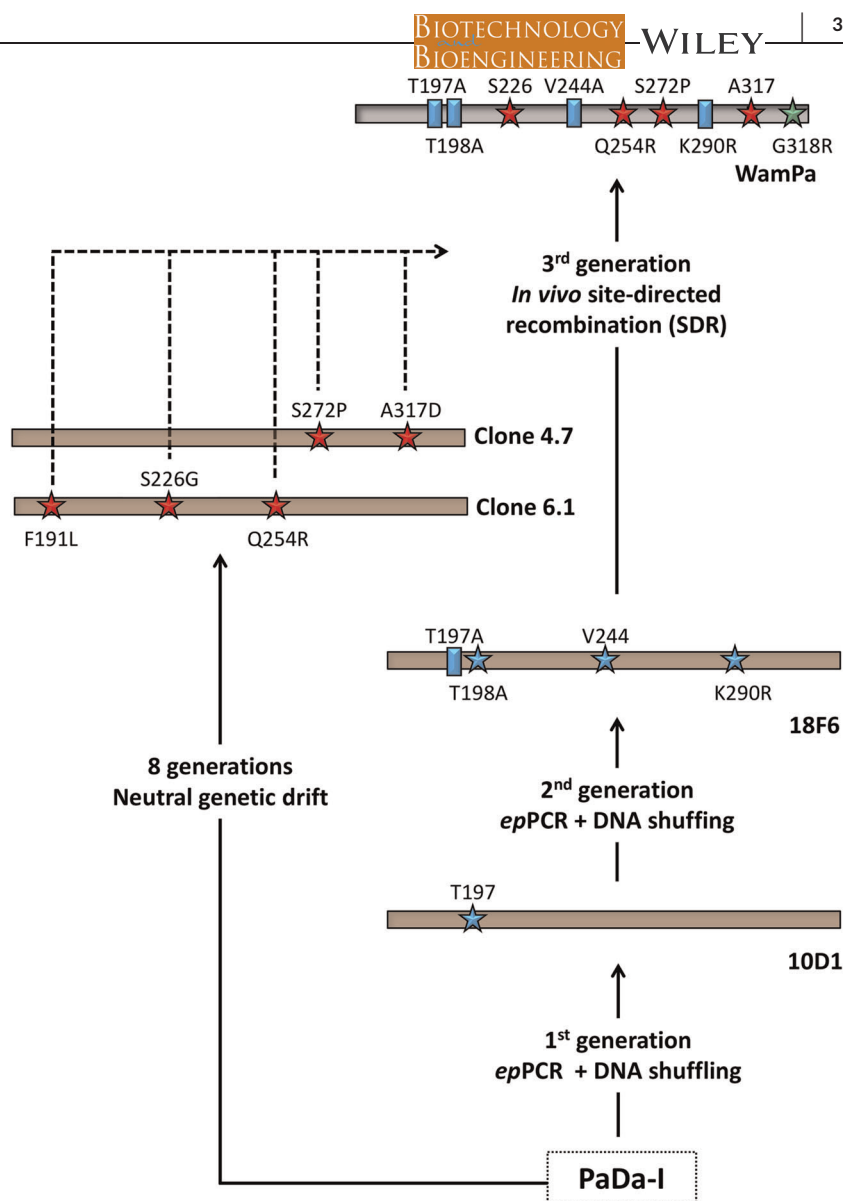 BIOTECHNOLOGY
BIOENGINEERING
WILEY
3
T197A S226 V244A S272P A317
T198A Q254R K290R G318R
WamPa
3rd generation
In vivo site-directed
recombination (SDR)
S272P A317D
Clone 4.7
S226G
Clone 6.1
F191L Q254R
T197A V244
T198A K290R
18F6
8 generations
Neutral genetic drift
2nd generation
epPCR + DNA shuffing
T197
10D1
1st generation
epPCR + DNA shuffling
PaDa-I